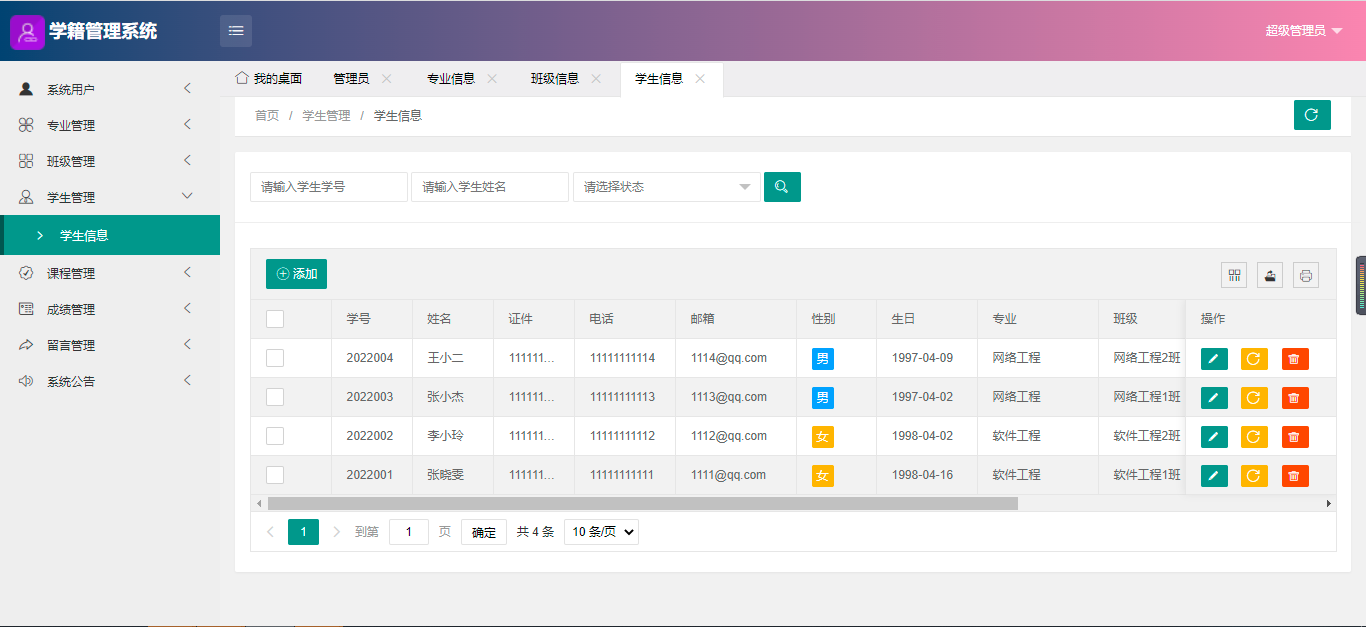 学籍管理系统
超级管理员
系统用户
专业管理
班级管理
学生管理
学生信息
课程管理
成绩管理
留言管理
系统公告
我的桌面 管理员 专业信息 班级信息 学生信息
首页 / 学生管理 / 学生信息
请输入学生学号 请输入学生姓名 请选择状态
添加
学号 姓名 证件 电话 邮箱 性别 生日 专业 班级 操作
2022004 王小二 111111... 11111111114 1114@qq.com 男 1997-04-09 网络工程 网络工程2班
2022003 张小杰 111111... 11111111113 1113@qq.com 男 1997-04-02 网络工程 网络工程1班
2022002 李小玲 111111... 11111111112 1112@qq.com 女 1998-04-02 软件工程 软件工程2班
2022001 张晓雯 111111... 11111111111 1111@qq.com 女 1998-04-16 软件工程 软件工程1班
1 到第 1 页 确定 共 4 条 10 条/页